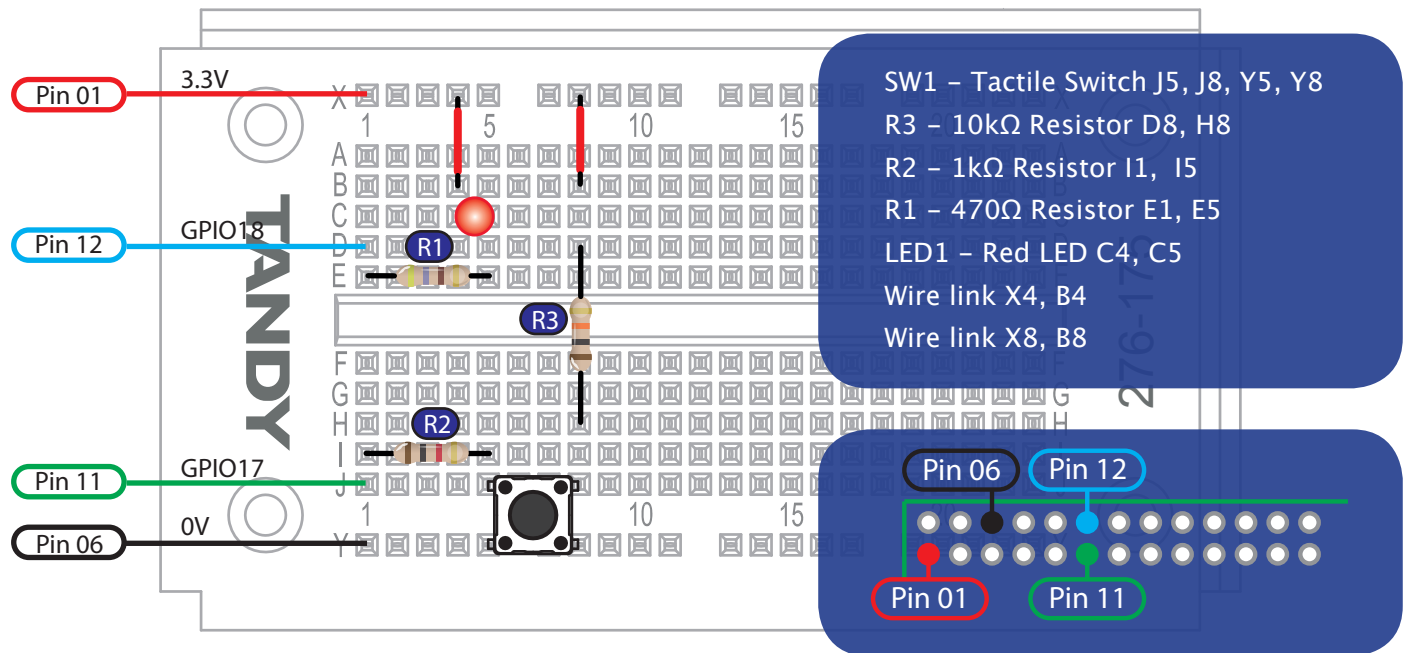 Pin 01
3.3V
X
1
5
10
15
A
B
C
GPIO18
Pin 12
D
R1
E
TANDY
R3
F
G
G
H
H
R2
I
GPIO17
Pin 11
J
1
10
15
0V
Pin 06
Y
276-175
SW1 – Tactile Switch J5, J8, Y5, Y8
R3 – 10kΩ Resistor D8, H8
R2 – 1kΩ Resistor I1, I5
R1 – 470Ω Resistor E1, E5
LED1 – Red LED C4, C5
Wire link X4, B4
Wire link X8, B8
Pin 06
Pin 12
Pin 01
Pin 11